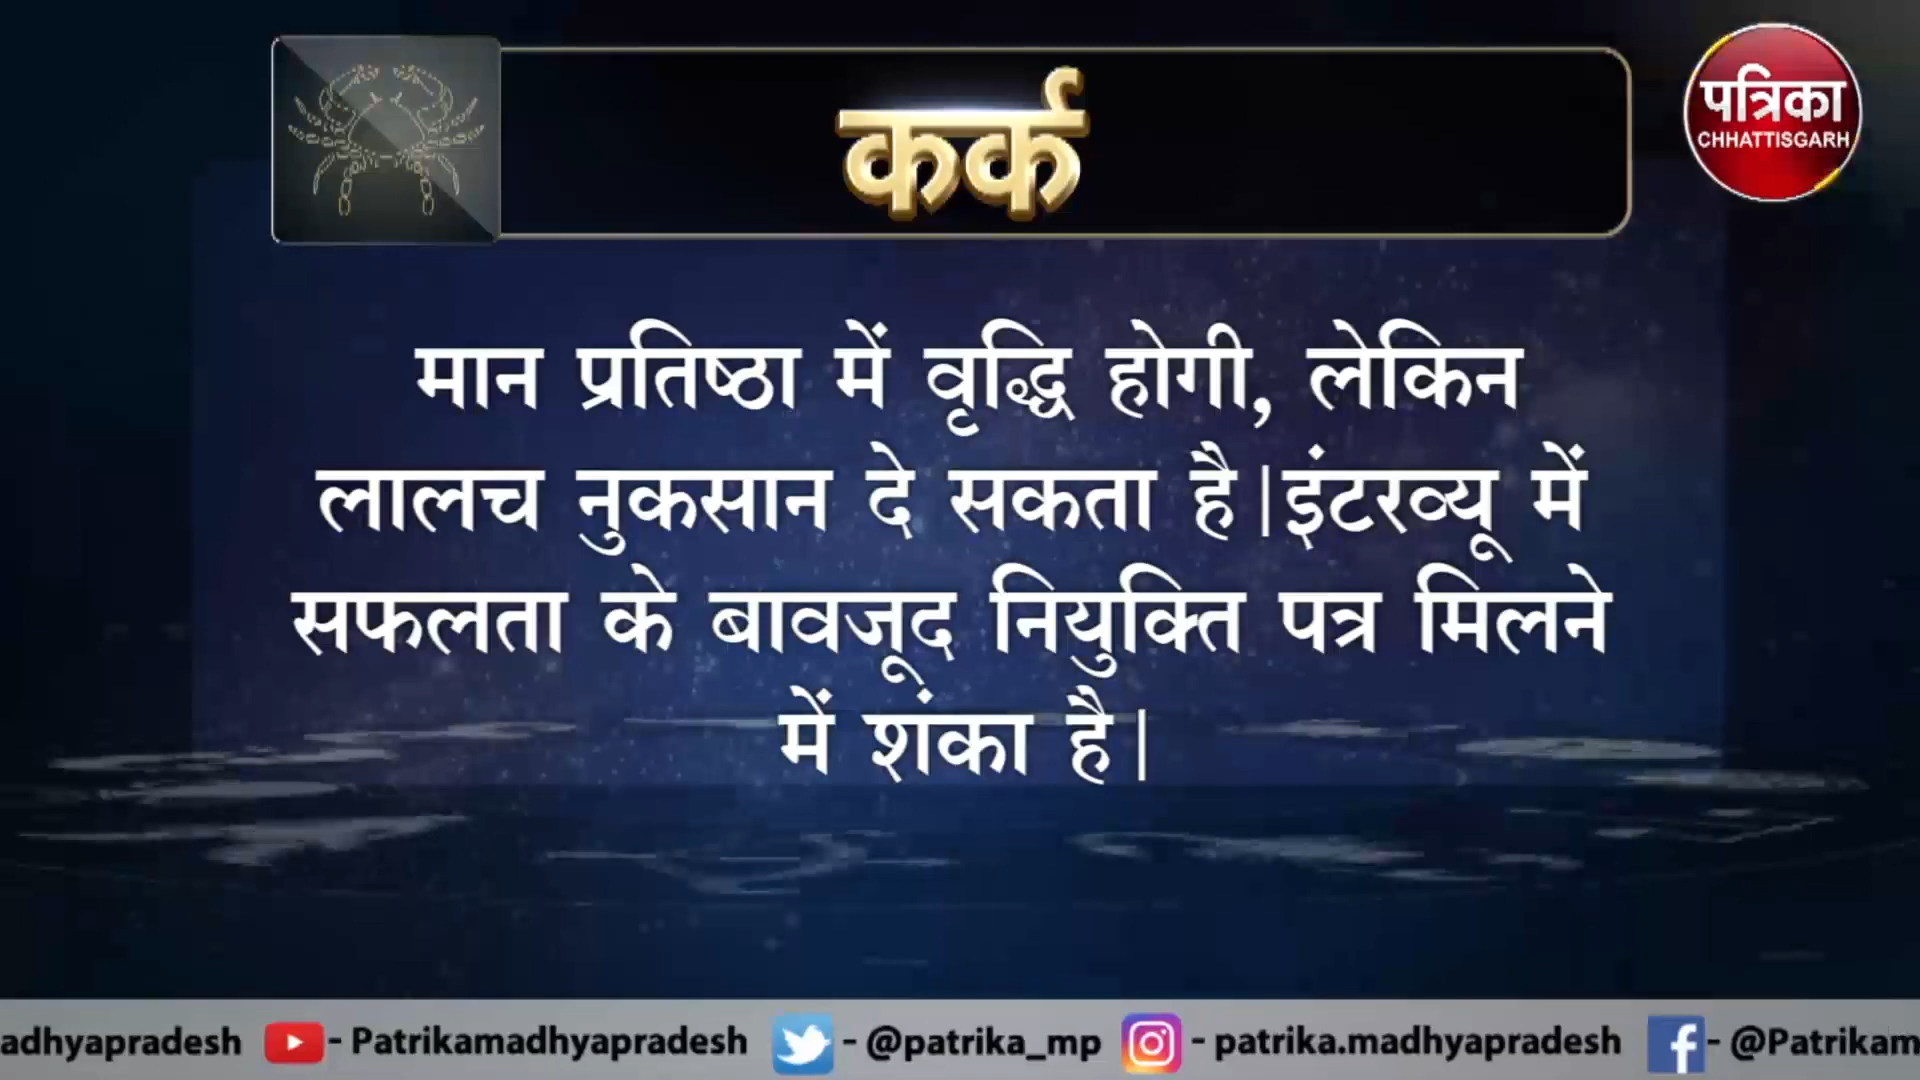 कर्क
पत्रिका
CHHATTISGARH
मान प्रतिष्ठा में वृद्धि होगी, लेकिन
लालच नुकसान दे सकता है|इंटरव्यू में
सफलता के बावजूद नियुक्ति पत्र मिलने
में शंका है|
adhyapradesh - Patrikamadhyapradesh - @patrika_mp - patrika.madhyapradesh - @Patrikam